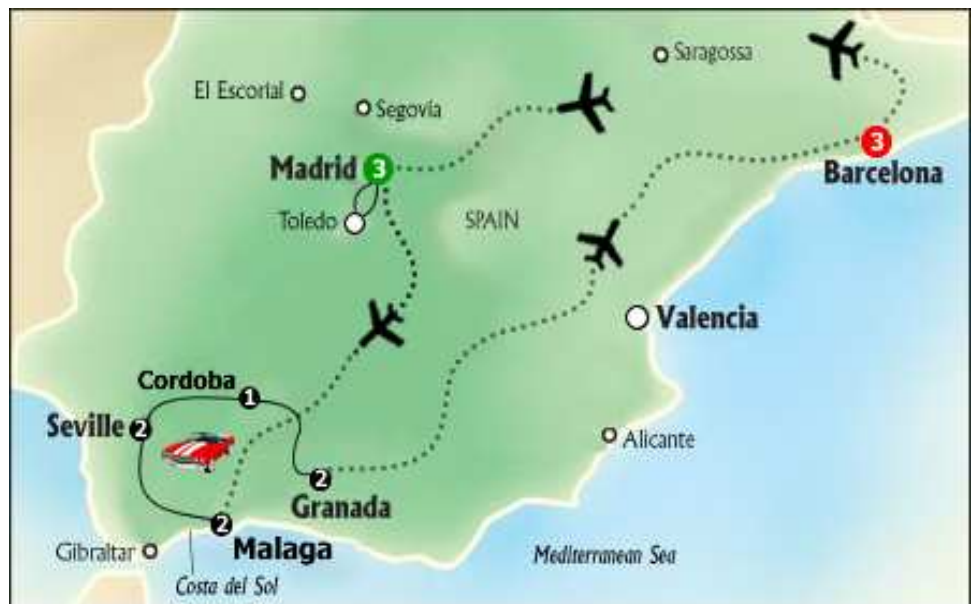 Saragossa
El Escorial
Segovia
Madrid
3
3
Barcelona
Toledo
SPAIN
Valencia
Cordoba
1
Seville
2
Alicante
2
Granada
2
Malaga
Gibraltar
Mediterranean Sea
Costa del Sol